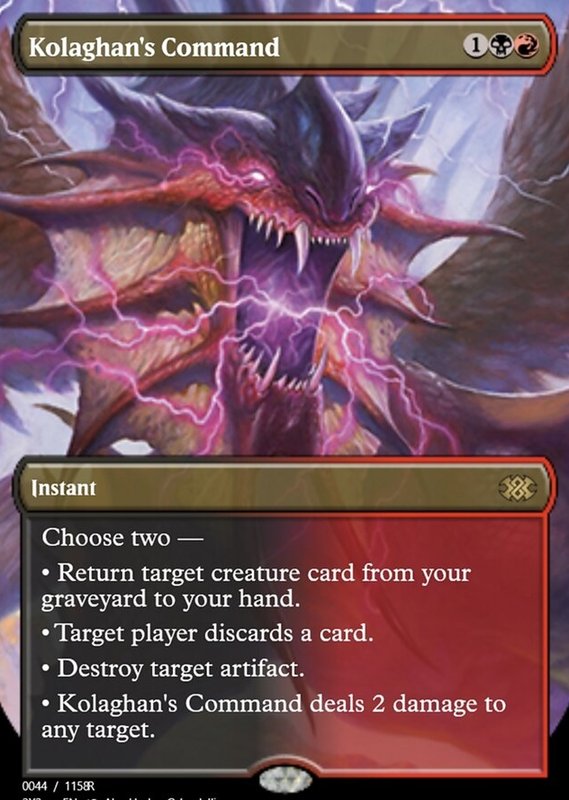 Kolaghan's Command
1
Instant
Choose two —
• Return target creature card from your
graveyard to your hand.
• Target player discards a card.
• Destroy target artifact.
• Kolaghan's Command deals 2 damage to
any target.
0044 / 1158R